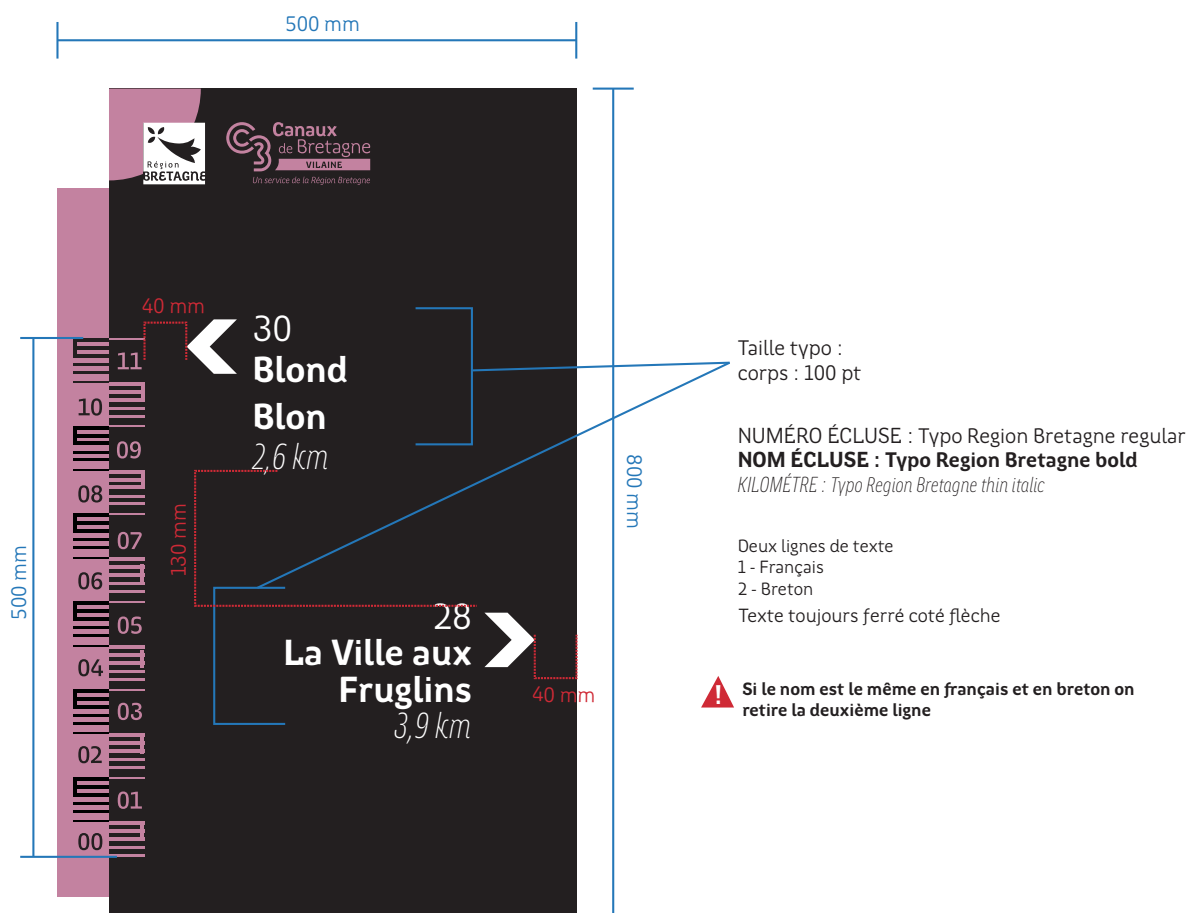 500 mm
Région
BRETAGNE
Canaux
de Bretagne
VILAINE
Un service de la Région Bretagne
40 mm
30
Blond
Blon
2,6 km
130 mm
28
La Ville aux
Fruglins
3,9 km
40 mm
11
10
09
08
07
06
05
04
03
02
01
00
500 mm
800 mm
Taille typo :
corps : 100 pt
NUMÉRO ÉCLUSE : Typo Region Bretagne regular
NOM ÉCLUSE : Typo Region Bretagne bold
KILOMÉTRE : Typo Region Bretagne thin italic
Deux lignes de texte
1 - Français
2 - Breton
Texte toujours ferré coté flèche
! Si le nom est le même en français et en breton on
retire la deuxième ligne